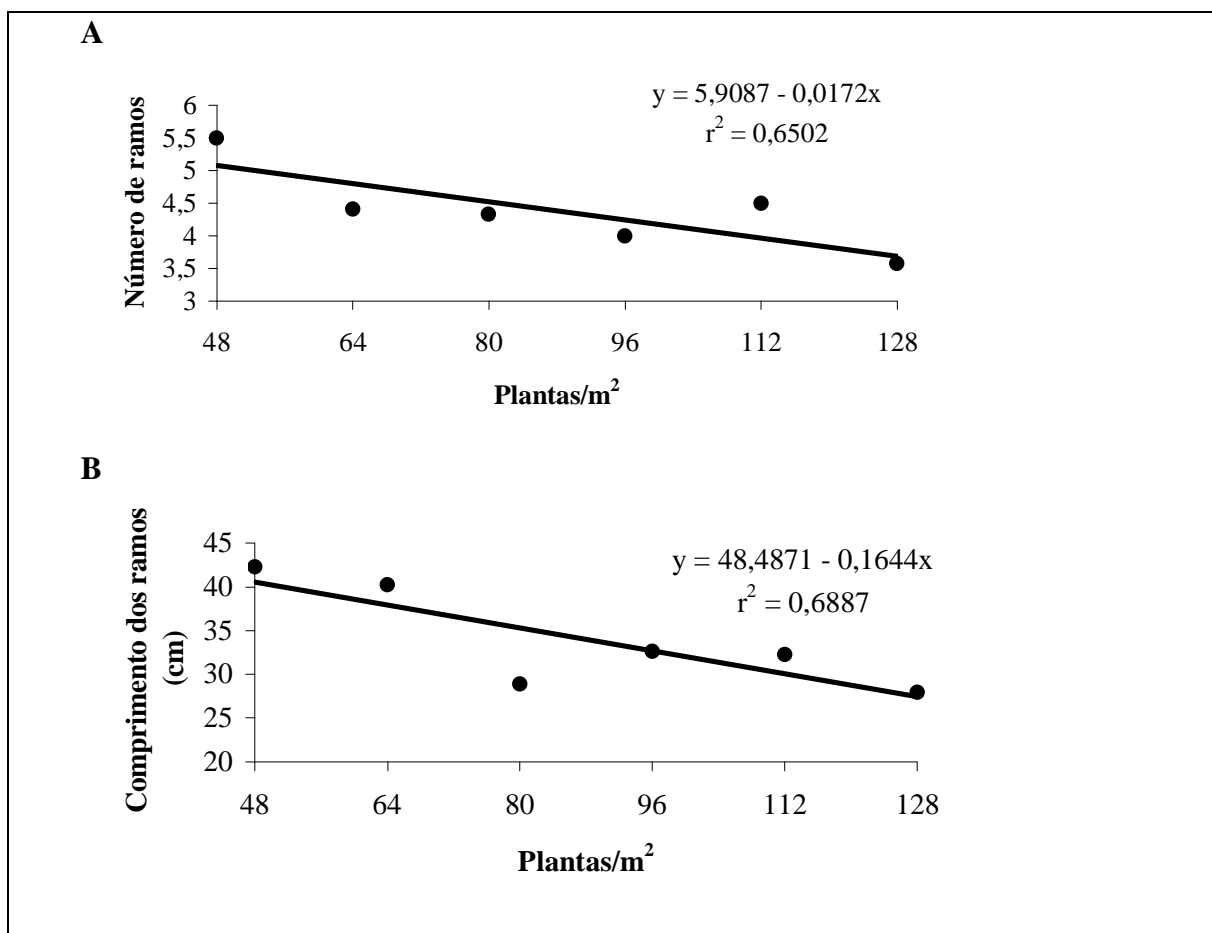 A
y = 5,9087 - 0,0172x
r² = 0,6502
Número de ramos
6
5,5
5
4,5
4
3,5
3
48 64 80 96 112 128
Plantas/m²
B
y = 48,4871 - 0,1644x
r² = 0,6887
Comprimento dos ramos
(cm)
45
40
35
30
25
20
48 64 80 96 112 128
Plantas/m²